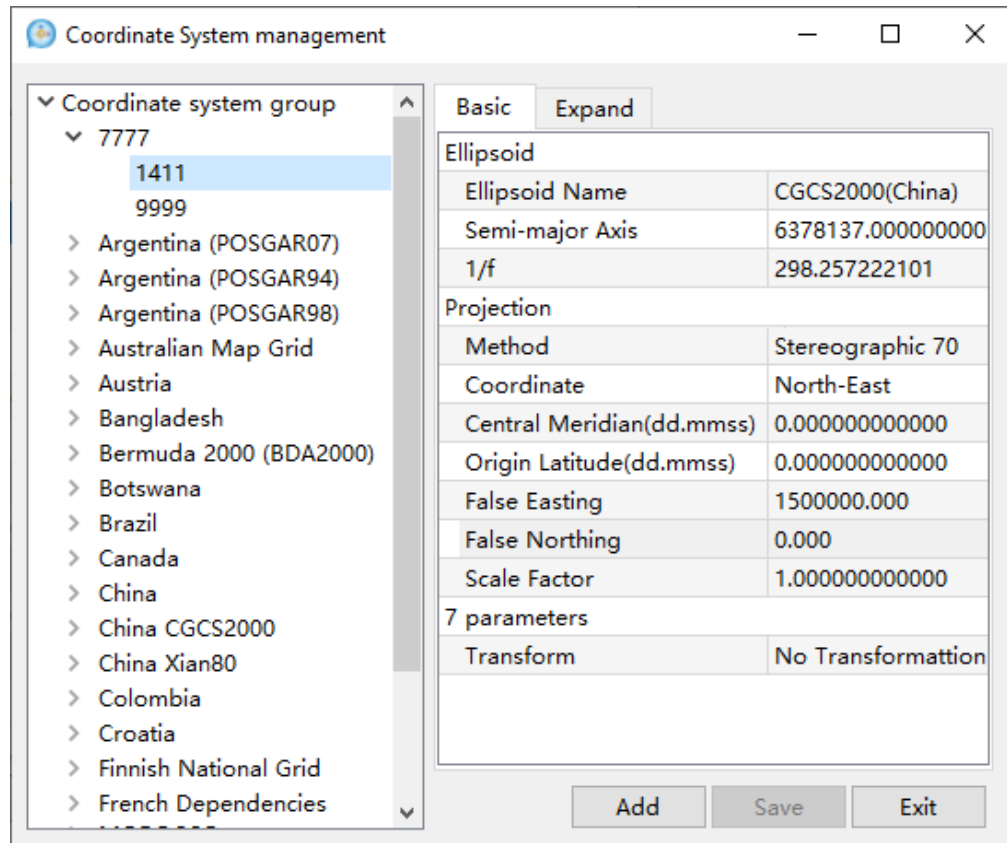 Coordinate System management
Coordinate system group
7777
1411
9999
Argentina (POSGAR07)
Argentina (POSGAR94)
Argentina (POSGAR98)
Australian Map Grid
Austria
Bangladesh
Bermuda 2000 (BDA2000)
Botswana
Brazil
Canada
China
China CGCS2000
China Xian80
Colombia
Croatia
Finnish National Grid
French Dependencies
Basic Expand
Ellipsoid
Ellipsoid Name CGCS2000(China)
Semi-major Axis 6378137.000000000
1/f 298.257222101
Projection
Method Stereographic 70
Coordinate North-East
Central Meridian(dd.mmss) 0.000000000000
Origin Latitude(dd.mmss) 0.000000000000
False Easting 1500000.000
False Northing 0.000
Scale Factor 1.000000000000
7 parameters
Transform No Transformattion
Add Save Exit